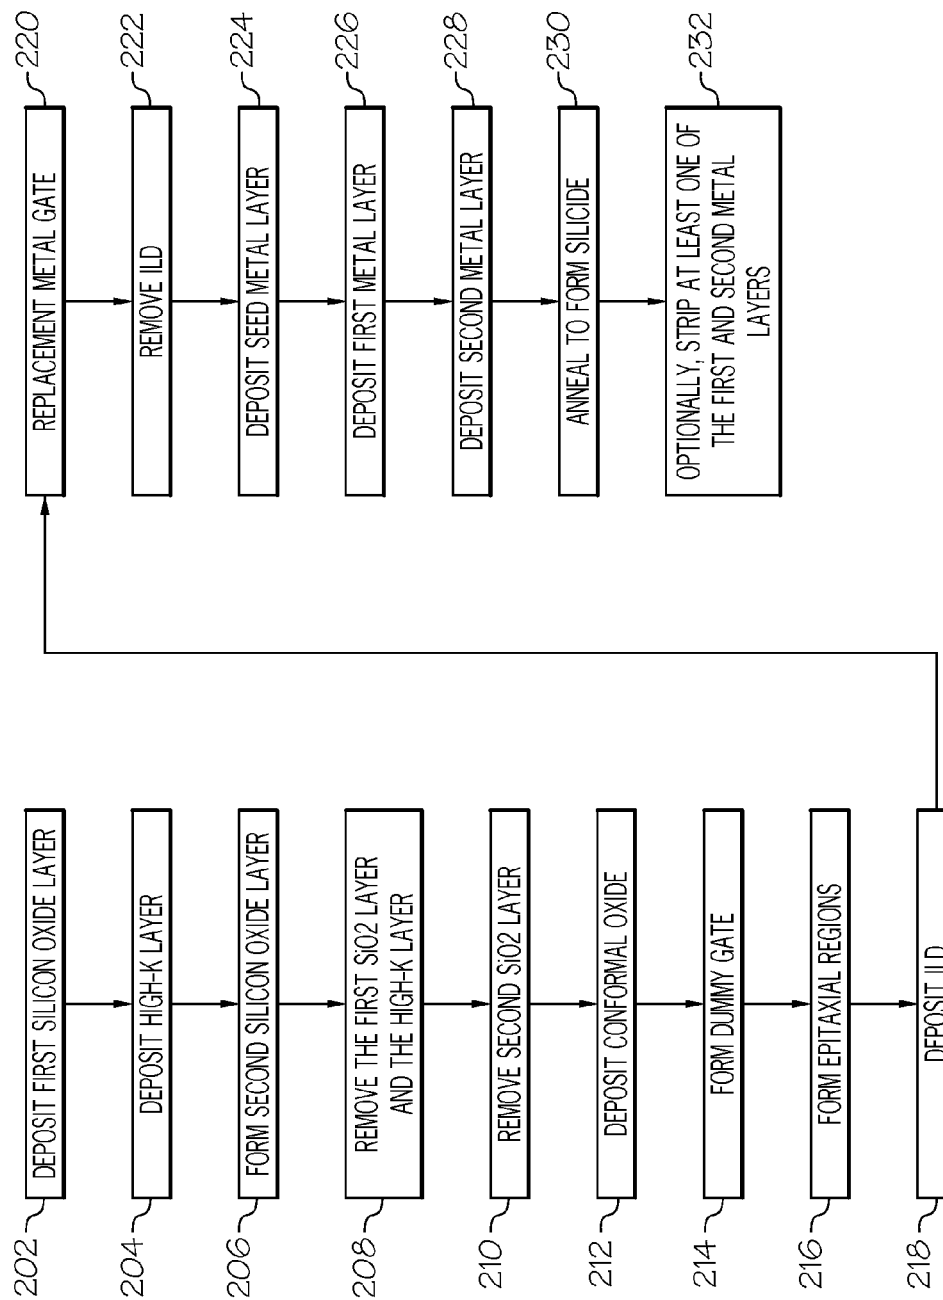 202
DEPOSIT FIRST SILICON OXIDE LAYER
204
DEPOSIT HIGH-K LAYER
206
FORM SECOND SILICON OXIDE LAYER
208
REMOVE THE FIRST SiO2 LAYER
AND THE HIGH-K LAYER
210
REMOVE SECOND SiO2 LAYER
212
DEPOSIT CONFORMAL OXIDE
214
FORM DUMMY GATE
216
FORM EPITAXIAL REGIONS
218
DEPOSIT ILD
220
REPLACEMENT METAL GATE
222
REMOVE ILD
224
DEPOSIT SEED METAL LAYER
226
DEPOSIT FIRST METAL LAYER
228
DEPOSIT SECOND METAL LAYER
230
ANNEAL TO FORM SILICIDE
232
OPTIONALLY, STRIP AT LEAST ONE OF
THE FIRST AND SECOND METAL
LAYERS